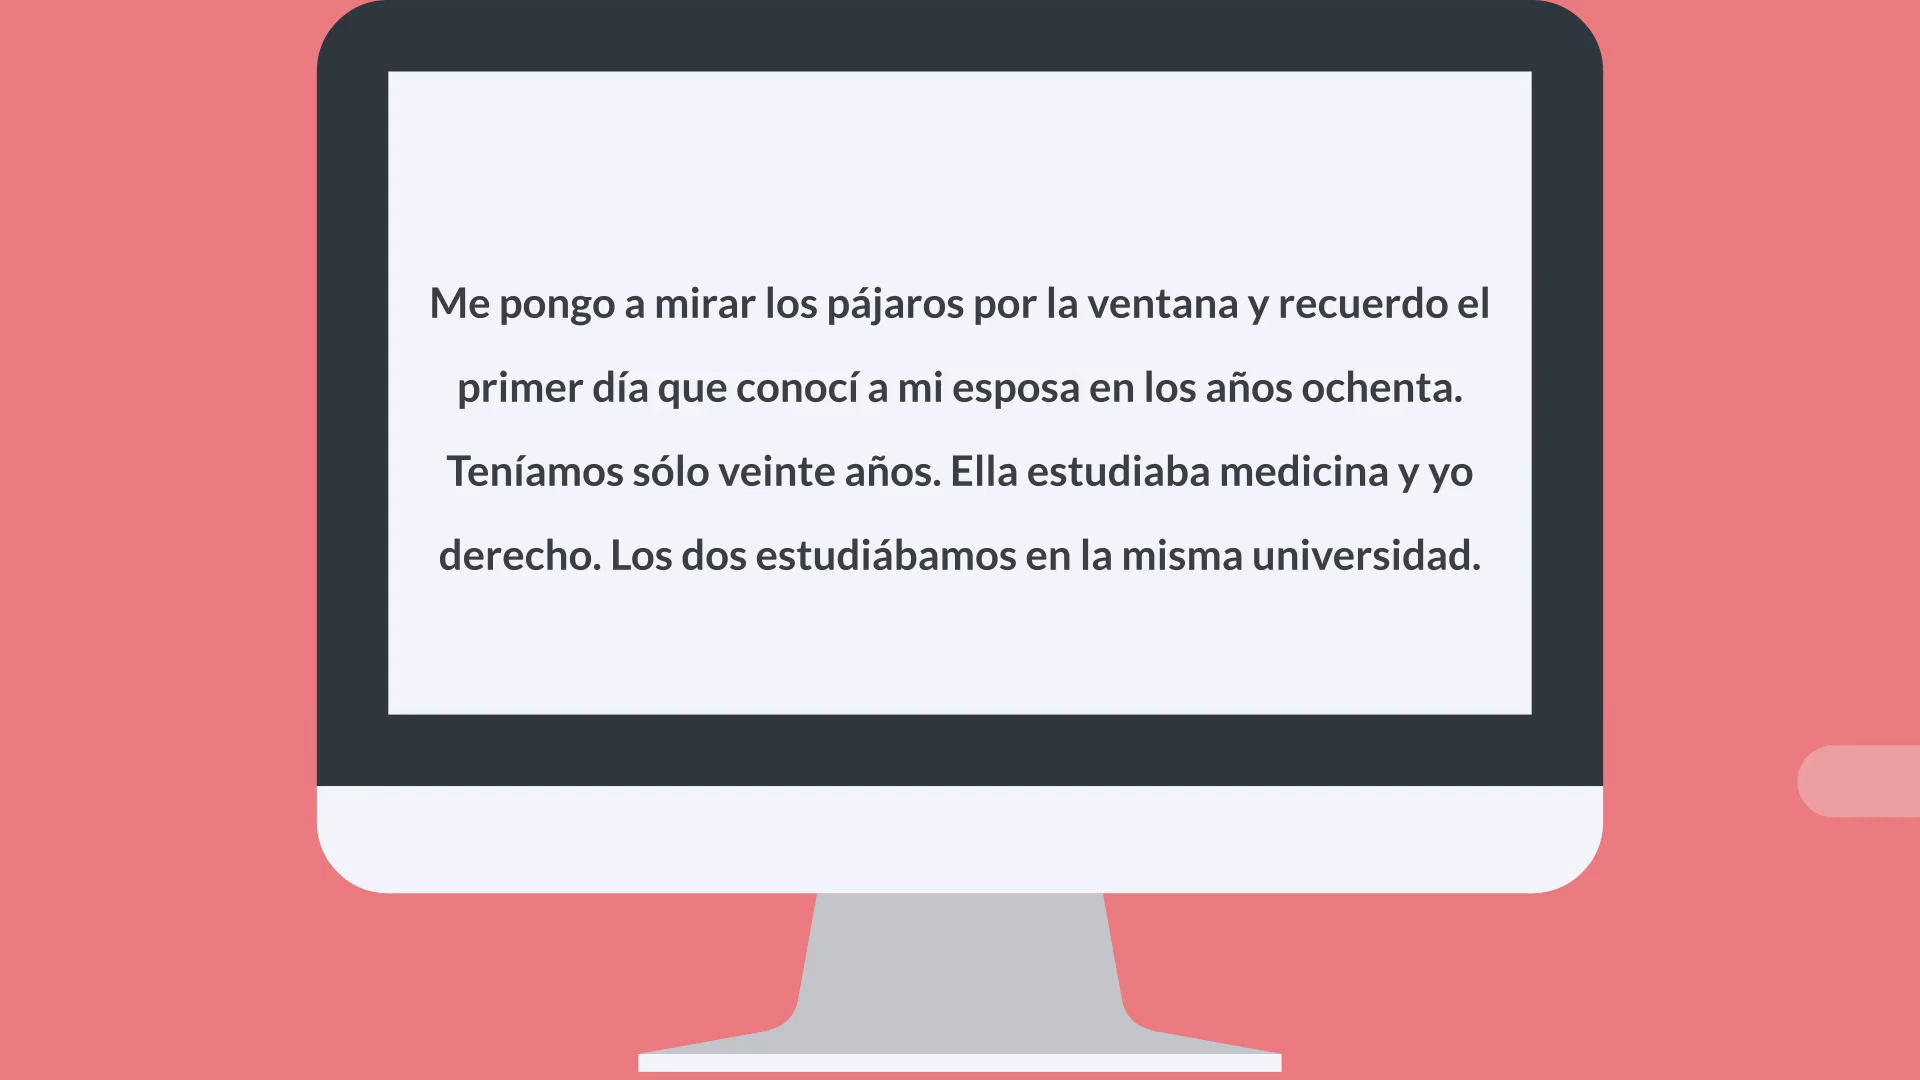 Me pongo a mirar los pájaros por la ventana y recuerdo el
primer día que conocí a mi esposa en los años ochenta.
Teníamos sólo veinte años. Ella estudiaba medicina y yo
derecho. Los dos estudiábamos en la misma universidad.